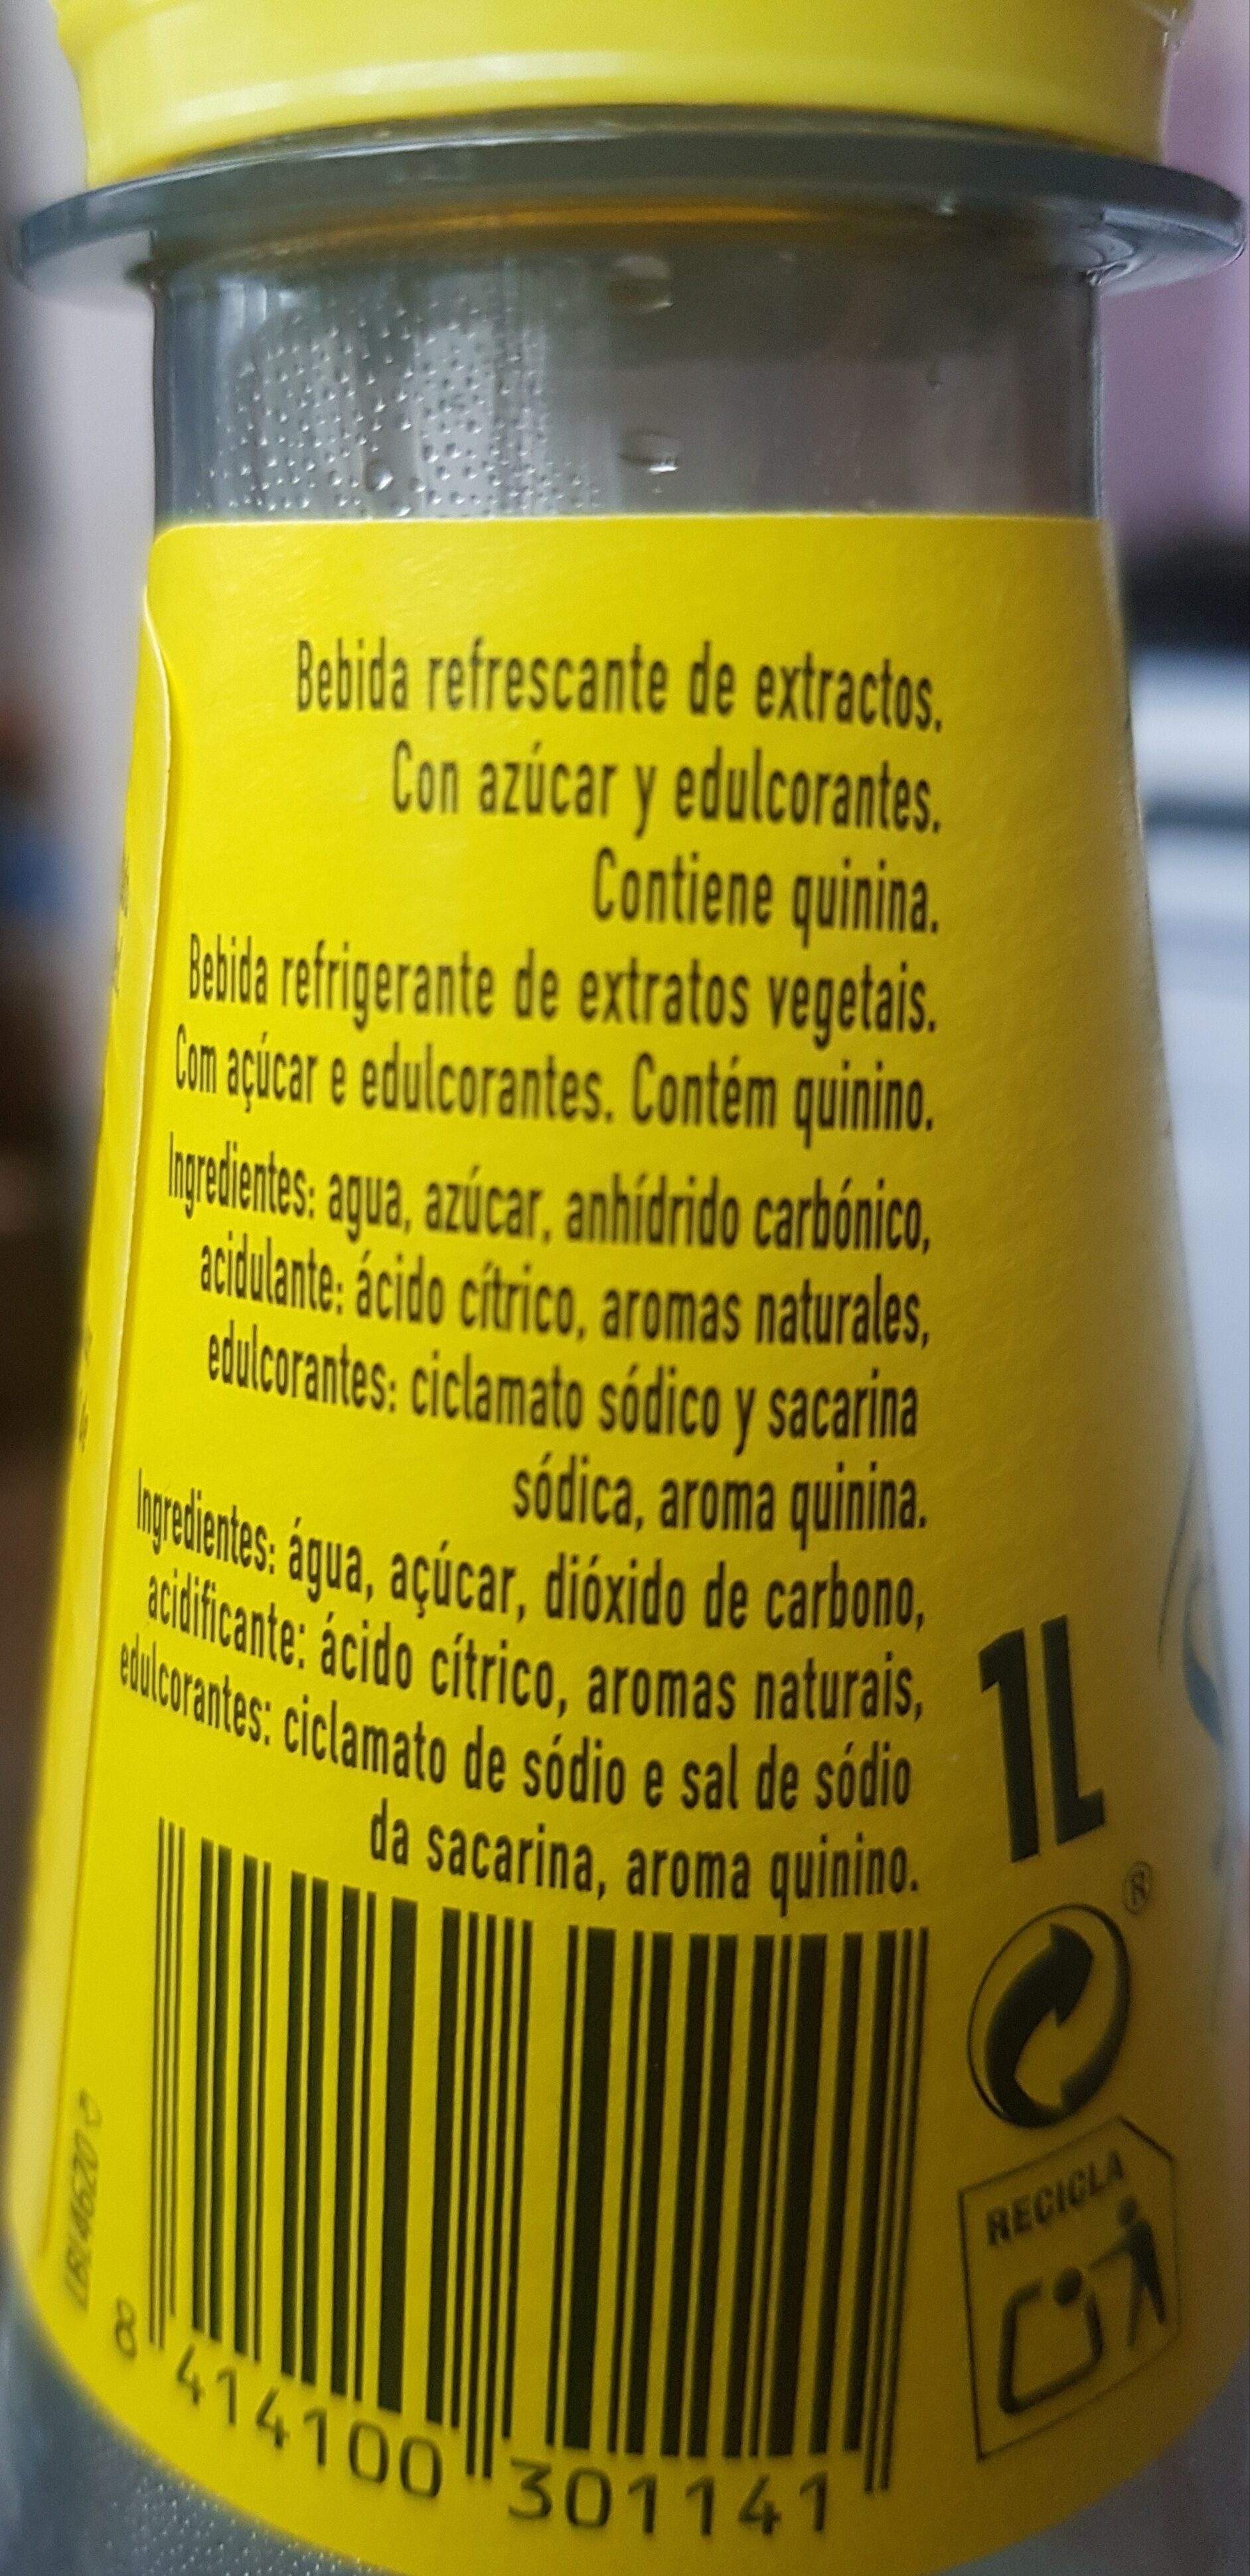 Bebida refrescante de extractos.
Con azúcar y edulcorantes.
Contiene quinina.
Bebida refrigerante de extratos vegetais.
Com açúcar e edulcorantes. Contém quinino.
Ingredientes: agua, azúcar, anhídrido carbónico,
acidulante: ácido cítrico, aromas naturales,
edulcorantes: ciclamato sódico y sacarina
sódica, aroma quinina.
Ingredientes: água, açúcar, dióxido de carbono,
acidificante: ácido cítrico, aromas naturais,
edulcorantes: ciclamato de sódio e sal de sódio
da sacarina, aroma quinino.
1L
®
RECICLA
8 414100 301141